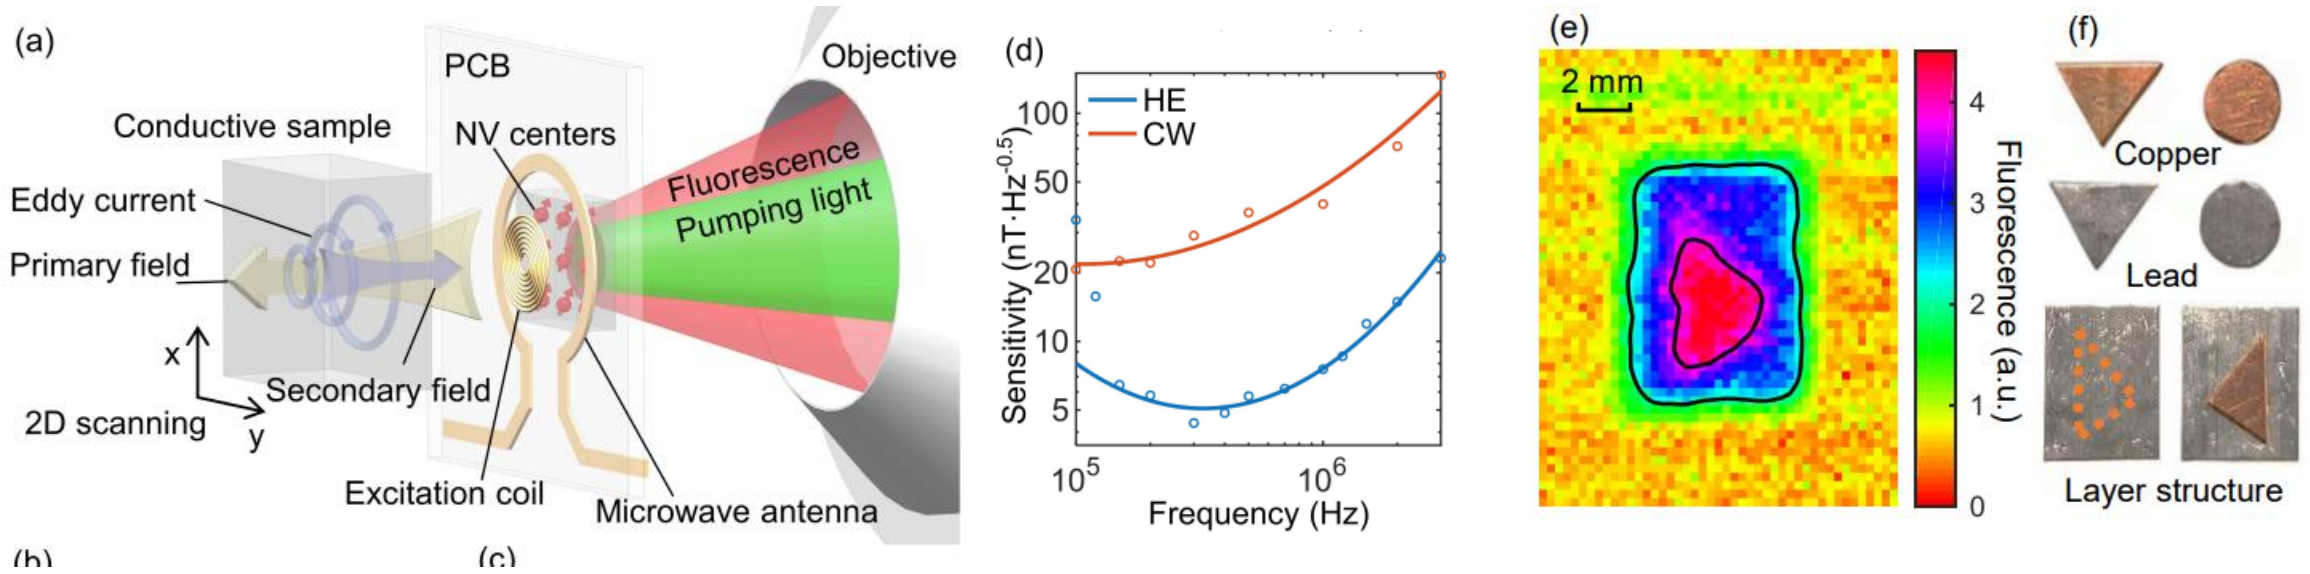 (a)
PCB
Objective
Conductive sample
NV centers
Fluorescence
Pumping light
Eddy current
Primary field
Secondary field
x
y
2D scanning
Excitation coil
Microwave antenna
(b)
(c)
(d)
HE
CW
100
50
20
10
5
Sensitivity (nT·Hz^-0.5)
10^5
10^6
Frequency (Hz)
(e)
2 mm
4
3
2
1
0
Fluorescence (a.u.)
(f)
Copper
Lead
Layer structure